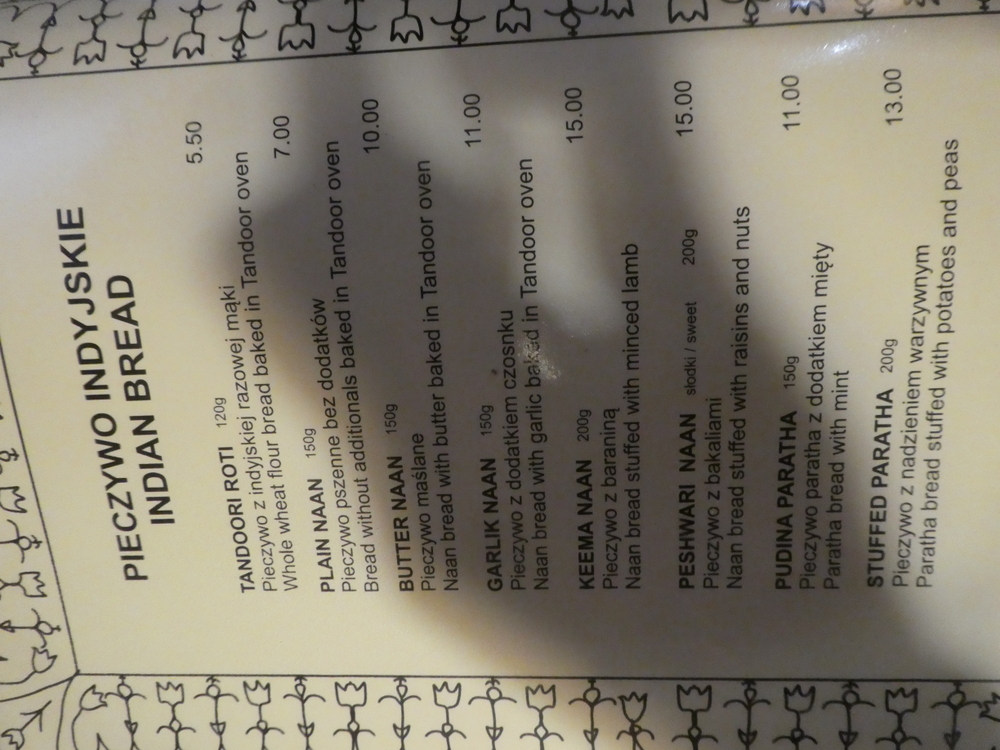 PIECZYWO INDYJSKIE
INDIAN BREAD
TANDOORI ROTI 120g 5.50
Pieczywo z indyjskiej razowej mąki
Whole wheat flour bread baked in Tandoor oven
PLAIN NAAN 150g 7.00
Pieczywo pszenne bez dodatków
Bread without additionals baked in Tandoor oven
BUTTER NAAN 150g 10.00
Pieczywo maślane
Naan bread with butter baked in Tandoor oven
GARLIK NAAN 150g 11.00
Pieczywo z dodatkiem czosnku
Naan bread with garlic baked in Tandoor oven
KEEMA NAAN 200g 15.00
Pieczywo z baraniną
Naan bread stuffed with minced lamb
PESHWARI NAAN słodki / sweet 200g 15.00
Pieczywo z bakaliami
Naan bread stuffed with raisins and nuts
PUDINA PARATHA 150g 11.00
Pieczywo paratha z dodatkiem mięty
Paratha bread with mint
STUFFED PARATHA 200g 13.00
Pieczywo z nadzieniem warzywnym
Paratha bread stuffed with potatoes and peas